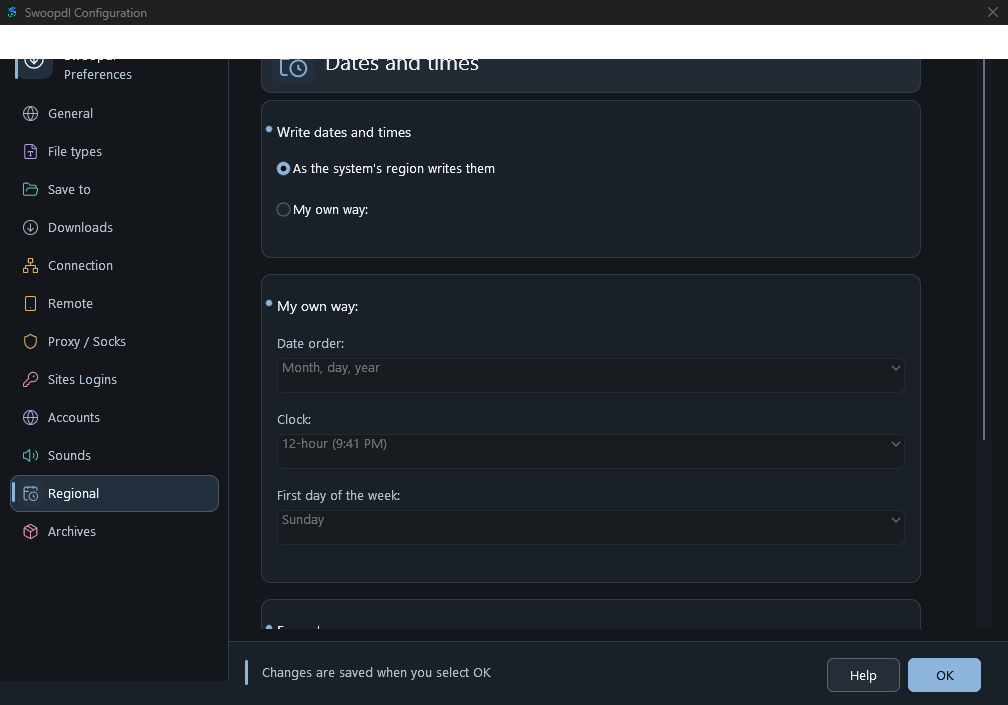 Swoopdl Configuration
Swoopdl
Preferences
General
File types
Save to
Downloads
Connection
Remote
Proxy / Socks
Sites Logins
Accounts
Sounds
Regional
Archives
Dates and times
Write dates and times
As the system's region writes them
My own way:
My own way:
Date order:
Month, day, year
Clock:
12-hour (9:41 PM)
First day of the week:
Sunday
Changes are saved when you select OK
Help
OK